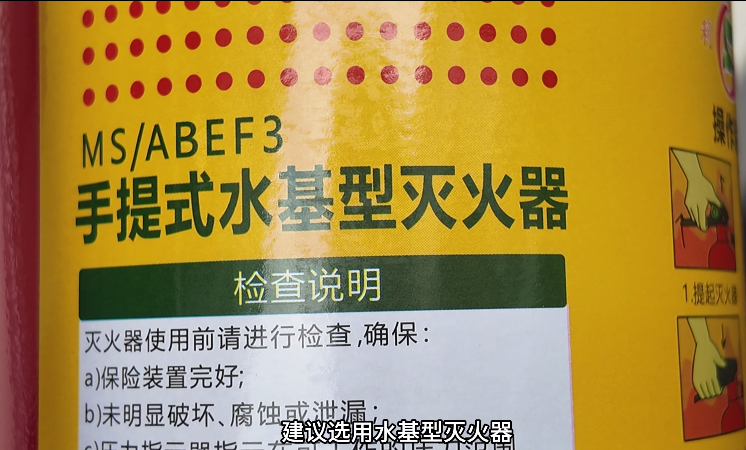 MS/ABEF3
手提式水基型灭火器
检查说明
灭火器使用前请进行检查,确保:
a)保险装置完好;
b)未明显破坏、腐蚀或泄漏;
建议选用水基型灭火器
操作
1.提起灭火器